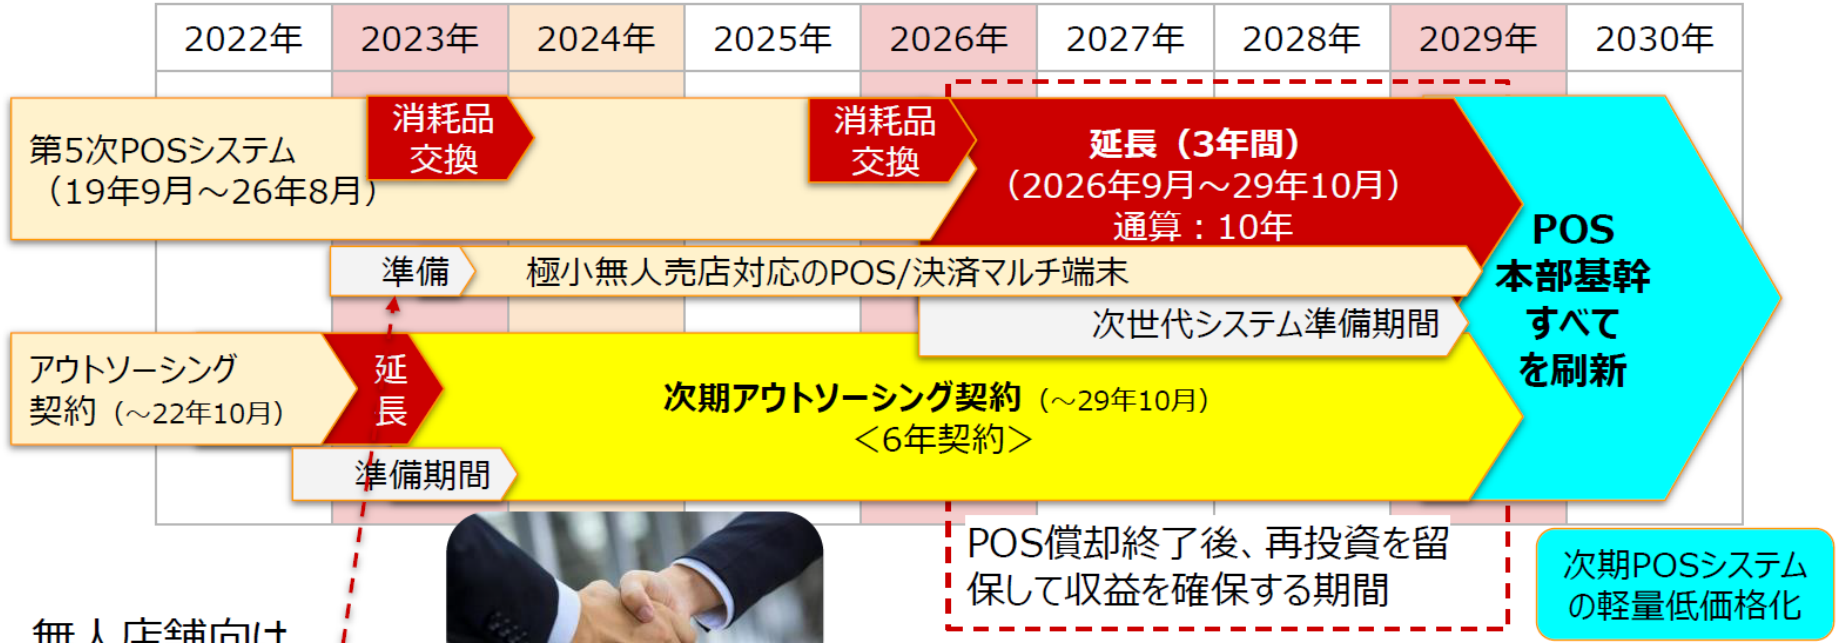 2022年 2023年 2024年 2025年 2026年 2027年 2028年 2029年 2030年
第5次POSシステム
（19年9月～26年8月）
消耗品
交換
消耗品
交換
延長（3年間）
（2026年9月～29年10月）
通算：10年
準備
極小無人売店対応のPOS/決済マルチ端末
次世代システム準備期間
アウトソーシング
契約（～22年10月）
延
長
次期アウトソーシング契約（～29年10月）
＜6年契約＞
準備期間
POS
本部基幹
すべて
を刷新
POS償却終了後、再投資を留
保して収益を確保する期間
次期POSシステム
の軽量低価格化
無人店舗向け